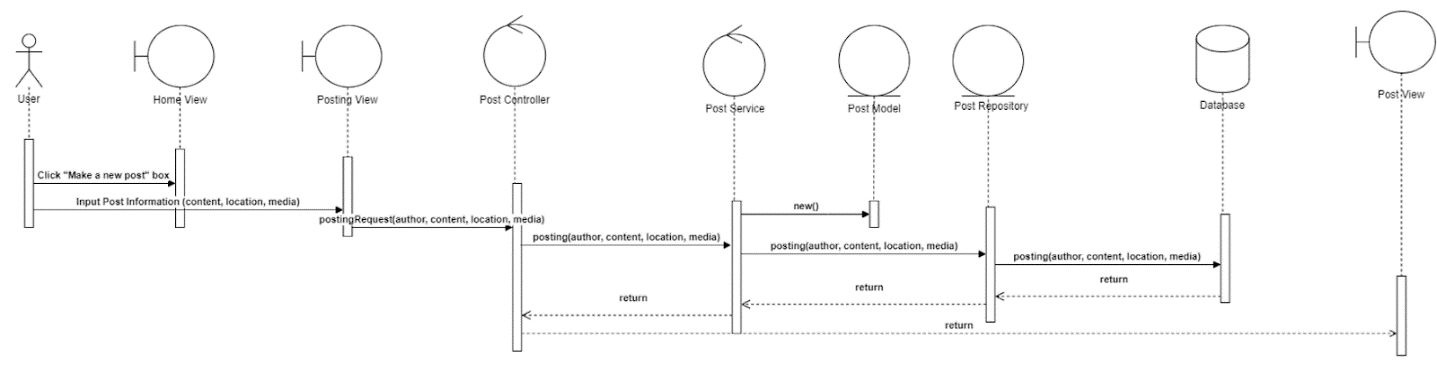 User
Home View
Posting View
Post Controller
Post Service
Post Model
Post Repository
Database
Post View
Click "Make a new post" box
Input Post Information (content, location, media)
postingRequest(author, content, location, media)
new()
posting(author, content, location, media)
posting(author, content, location, media)
posting(author, content, location, media)
return
return
return
return